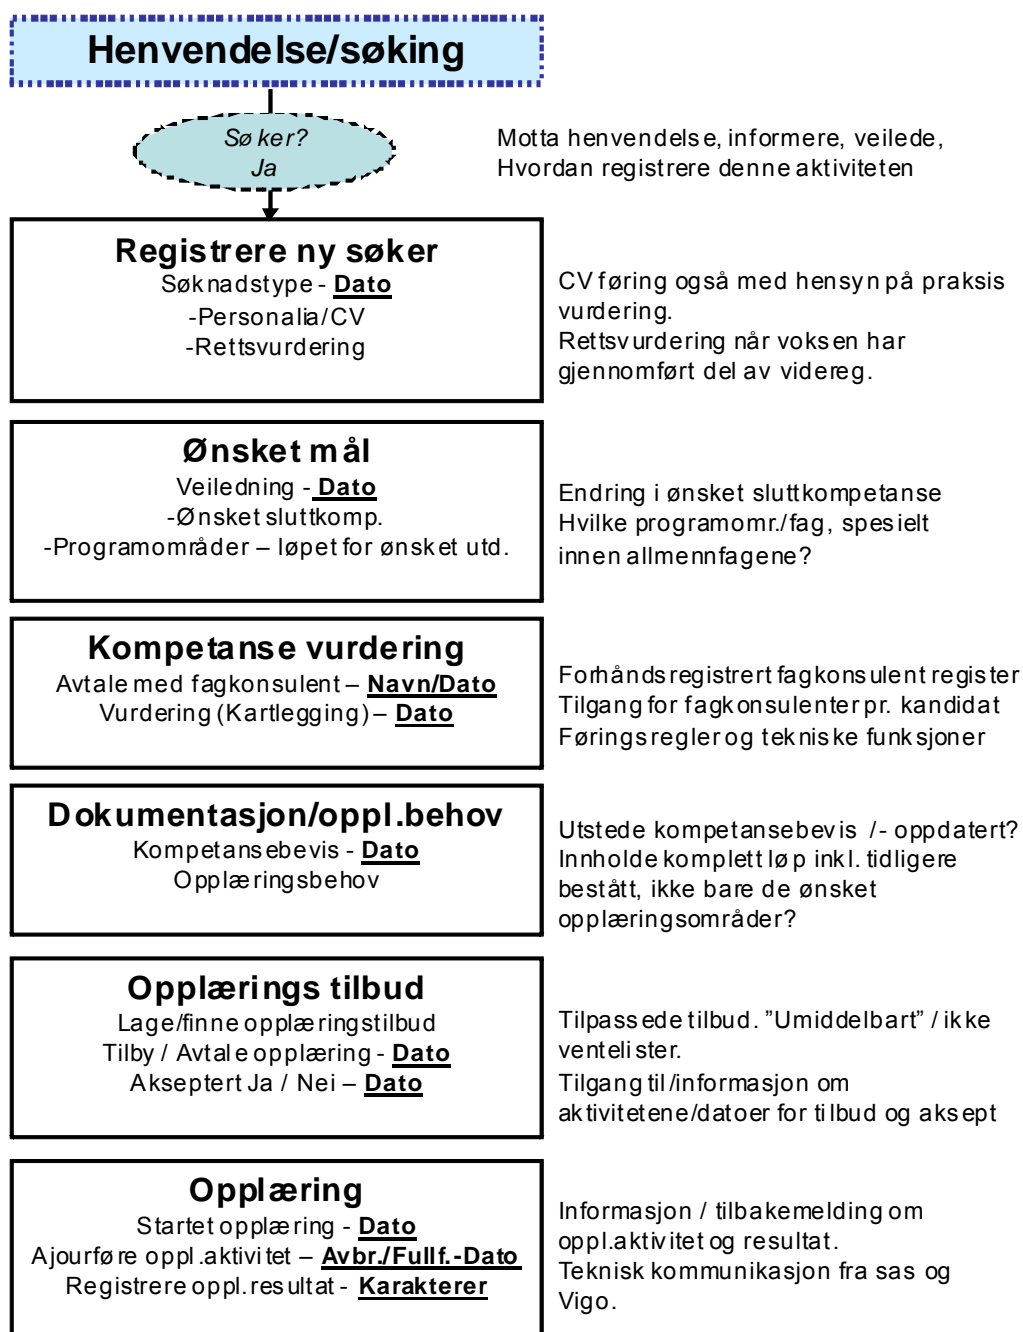 Henvendelse/søking
Søker?
Ja
Motta henvendelse, informere, veilede,
Hvordan registrere denne aktiviteten
Registrere ny søker
Søknadstype - Dato
-Personalia/CV
-Rettsvurdering
CV føring også med hensyn på praksis
vurdering.
Rettsvurdering når voksen har
gjennomført del av videreg.
Ønsket mål
Veiledning - Dato
-Ønsket sluttkomp.
-Programområder – løpet for ønsket utd.
Endring i ønsket sluttkompetanse
Hvilke programomr./fag, spesielt
innen allmennfagene?
Kompetanse vurdering
Avtale med fagkonsulent – Navn/Dato
Vurdering (Kartlegging) – Dato
Forhåndsregistrert fagkonsulent register
Tilgang for fagkonsulenter pr. kandidat
Føringsregler og tekniske funksjoner
Dokumentasjon/oppl.behov
Kompetansebevis - Dato
Opplæringsbehov
Utstede kompetansebevis /- oppdatert?
Innholde komplett løp inkl. tidligere
bestått, ikke bare de ønsket
opplæringsområder?
Opplærings tilbud
Lage/finne opplæringstilbud
Tilby / Avtale opplæring - Dato
Akseptert Ja / Nei – Dato
Tilpassede tilbud. ”Umiddelbart” / ikke
ventelister.
Tilgang til /informasjon om
aktivitetene/datoer for tilbud og aksept
Opplæring
Startet opplæring - Dato
Ajourføre oppl.aktivitet – Avbr./Fullf.-Dato
Registrere oppl.resultat - Karakterer
Informasjon / tilbakemelding om
oppl.aktivitet og resultat.
Teknisk kommunikasjon fra sas og
Vigo.